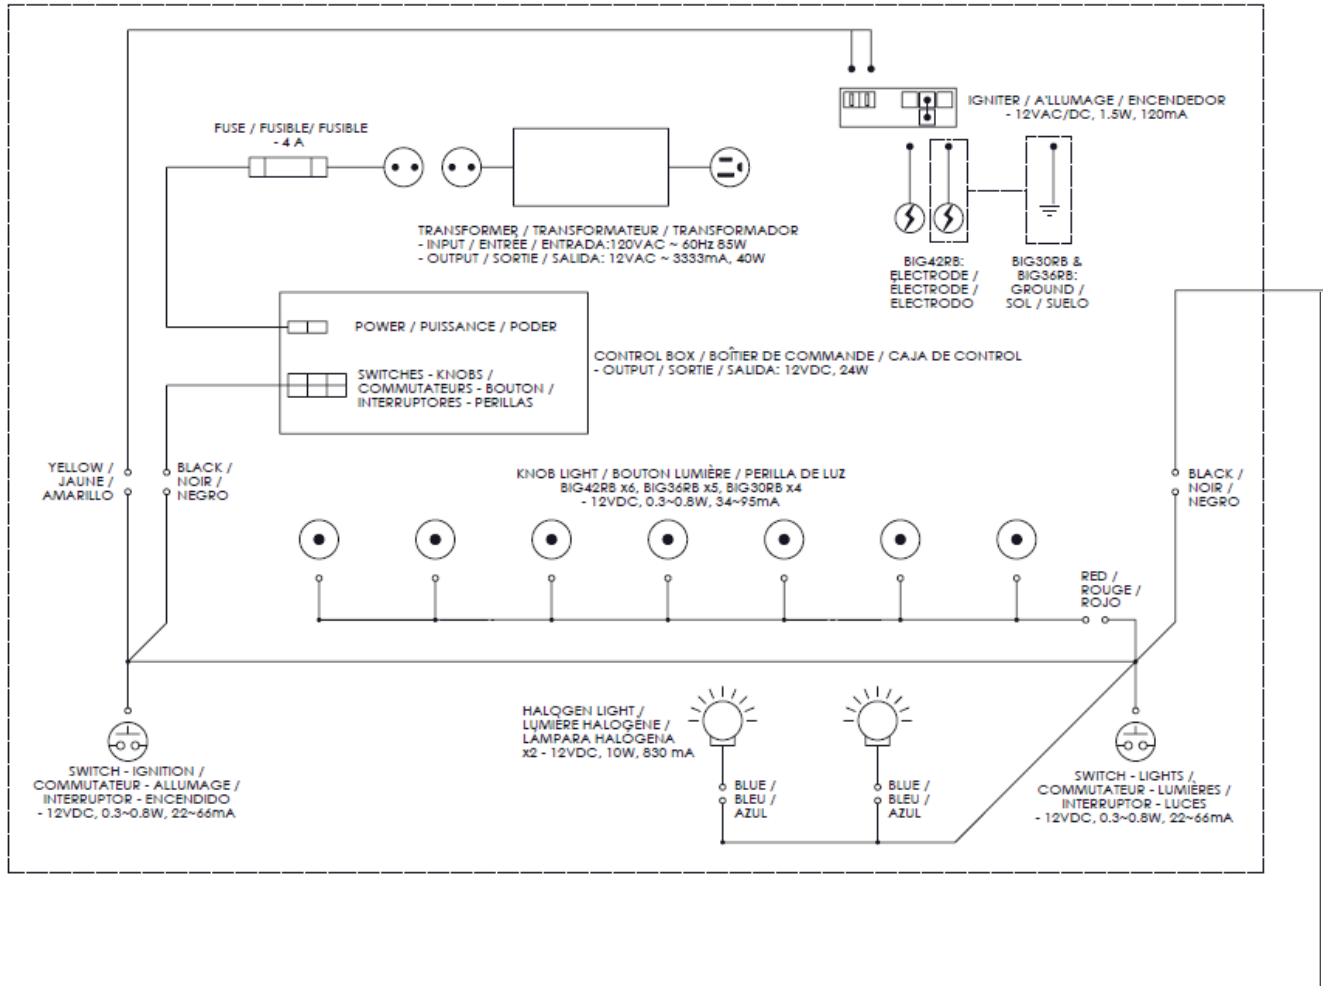 IGNITER / A'LLUMAGE / ENCENDEDOR
- 12VAC/DC, 1.5W, 120mA
FUSE / FUSIBLE/ FUSIBLE
- 4 A
TRANSFORMER / TRANSFORMATEUR / TRANSFORMADOR
- INPUT / ENTRÉE / ENTRADA:120VAC ~ 60Hz 85W
- OUTPUT / SORTIE / SALIDA: 12VAC ~ 3333mA, 40W
BIG42RB:
ELECTRODE /
ÉLECTRODE /
ELECTRODO
BIG30RB &
BIG36RB:
GROUND /
SOL / SUELO
POWER / PUISSANCE / PODER
SWITCHES - KNOBS /
COMMUTATEURS - BOUTON /
INTERRUPTORES - PERILLAS
CONTROL BOX / BOÎTIER DE COMMANDE / CAJA DE CONTROL
- OUTPUT / SORTIE / SALIDA: 12VDC, 24W
YELLOW /
JAUNE /
AMARILLO
BLACK /
NOIR /
NEGRO
KNOB LIGHT / BOUTON LUMIÈRE / PERILLA DE LUZ
BIG42RB x6, BIG36RB x5, BIG30RB x4
- 12VDC, 0.3~0.8W, 34~95mA
BLACK /
NOIR /
NEGRO
RED /
ROUGE /
ROJO
HALOGEN LIGHT /
LUMIÈRE HALOGÈNE /
LÁMPARA HALÓGENA
x2 - 12VDC, 10W, 830 mA
BLUE /
BLEU /
AZUL
BLUE /
BLEU /
AZUL
SWITCH - IGNITION /
COMMUTATEUR - ALLUMAGE /
INTERRUPTOR - ENCENDIDO
- 12VDC, 0.3~0.8W, 22~66mA
SWITCH - LIGHTS /
COMMUTATEUR - LUMIÈRES /
INTERRUPTOR - LUCES
- 12VDC, 0.3~0.8W, 22~66mA